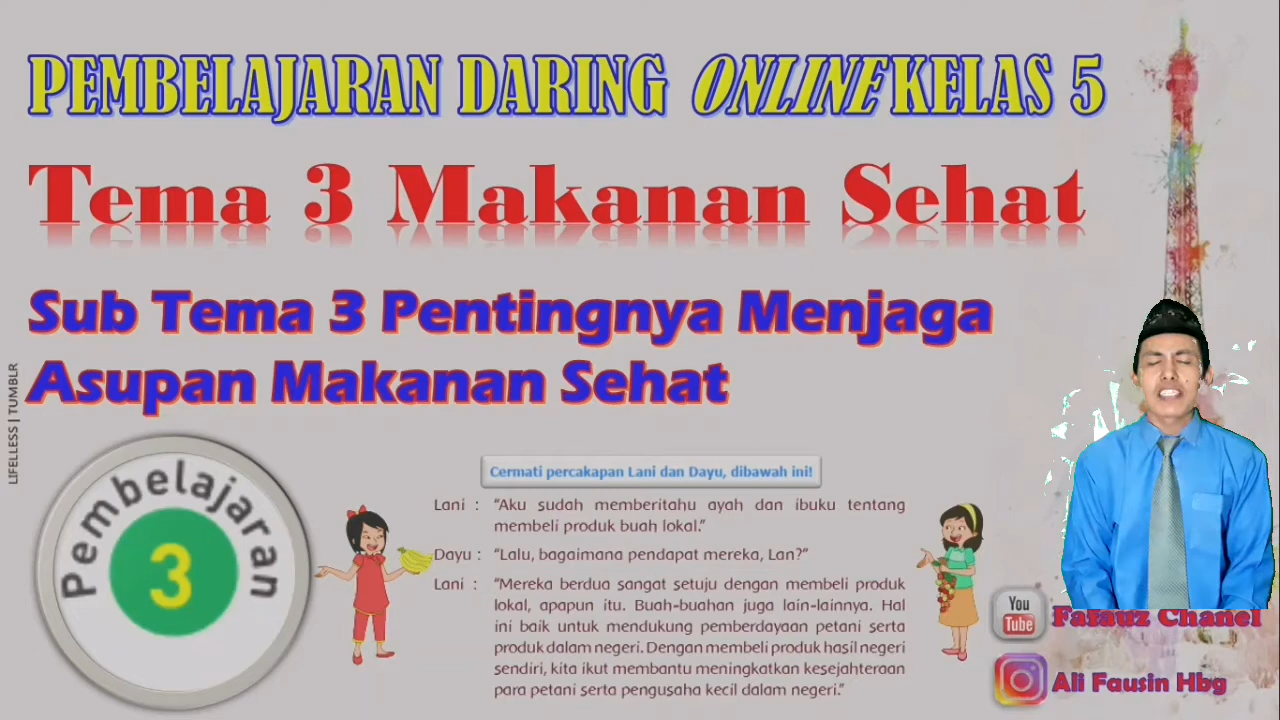 PEMBELAJARAN DARING ONLINE KELAS 5
Tema 3 Makanan Sehat
Sub Tema 3 Pentingnya Menjaga
Asupan Makanan Sehat
LIFELLESS | TUMBLR
Pembelajaran
3
Cermati percakapan Lani dan Dayu, dibawah ini!
Lani : “Aku sudah memberitahu ayah dan ibuku tentang
membeli produk buah lokal.”
Dayu : “Lalu, bagaimana pendapat mereka, Lan?”
Lani : “Mereka berdua sangat setuju dengan membeli produk
lokal, apapun itu. Buah-buahan juga lain-lainnya. Hal
ini baik untuk mendukung pemberdayaan petani serta
produk dalam negeri. Dengan membeli produk hasil negeri
sendiri, kita ikut membantu meningkatkan kesejahteraan
para petani serta pengusaha kecil dalam negeri.”
You
Tube
Fasauz Chanel
Ali Fausin Hbg